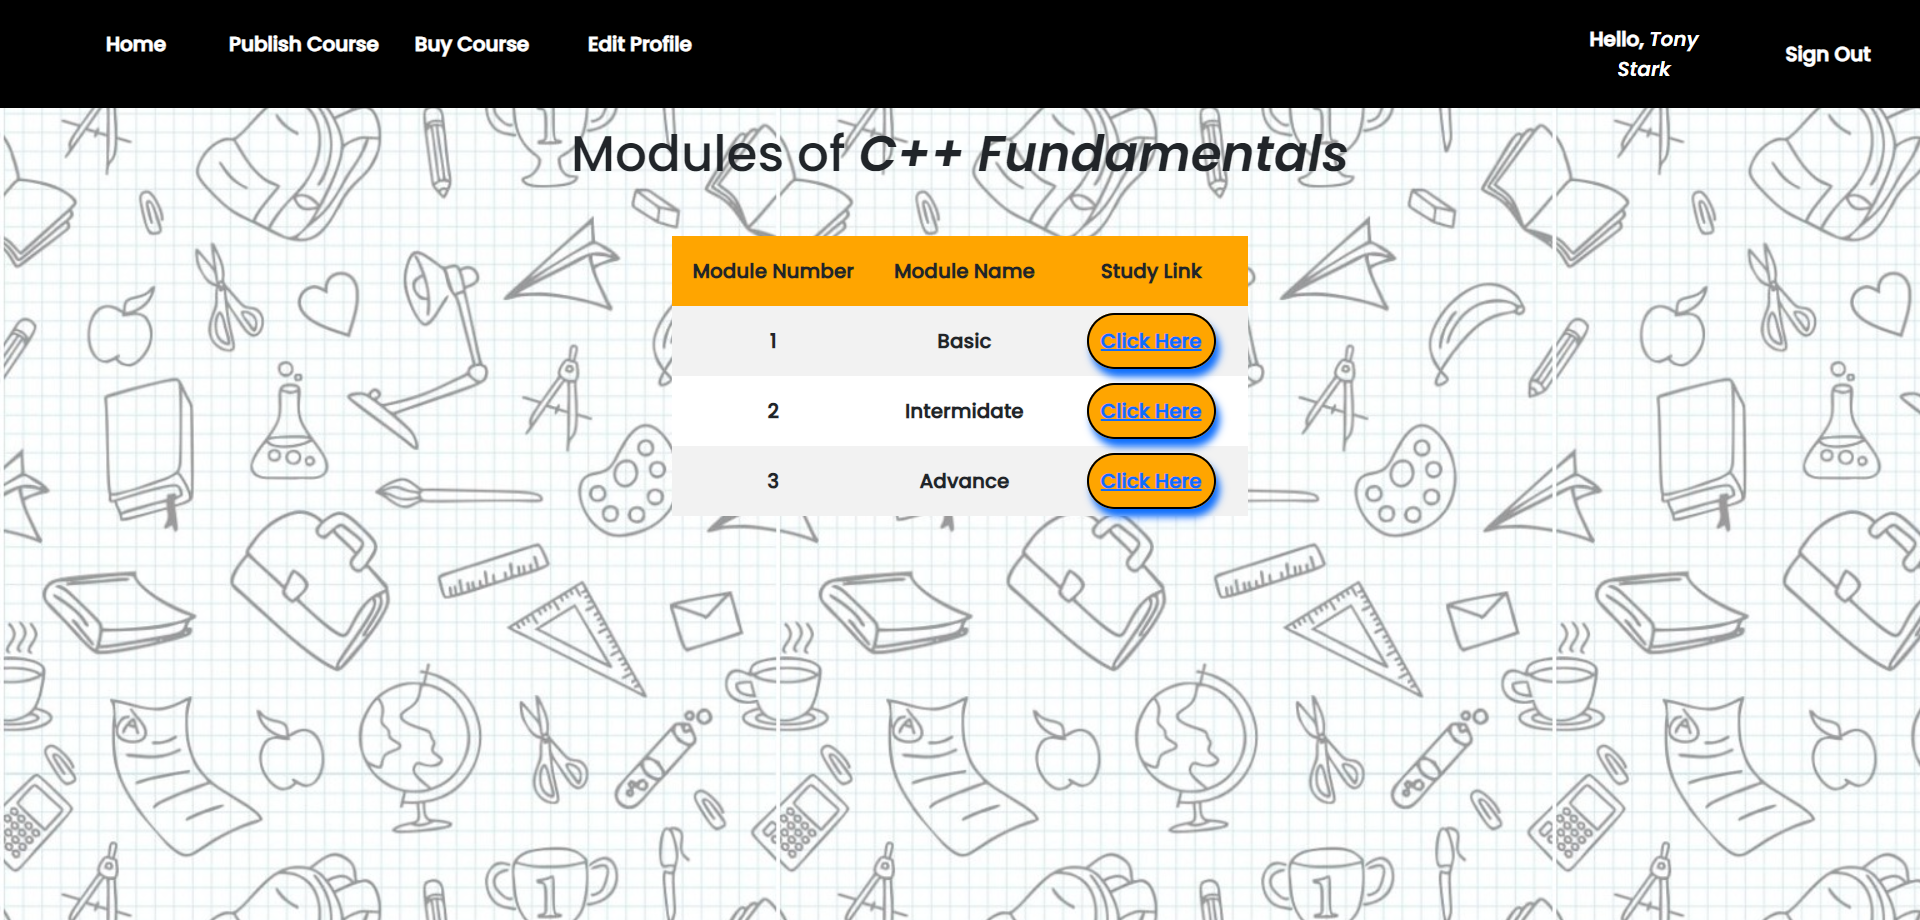 Home Publish Course Buy Course Edit Profile Hello, Tony Stark Sign Out
Modules of C++ Fundamentals
Module Number Module Name Study Link
1 Basic Click Here
2 Intermidate Click Here
3 Advance Click Here